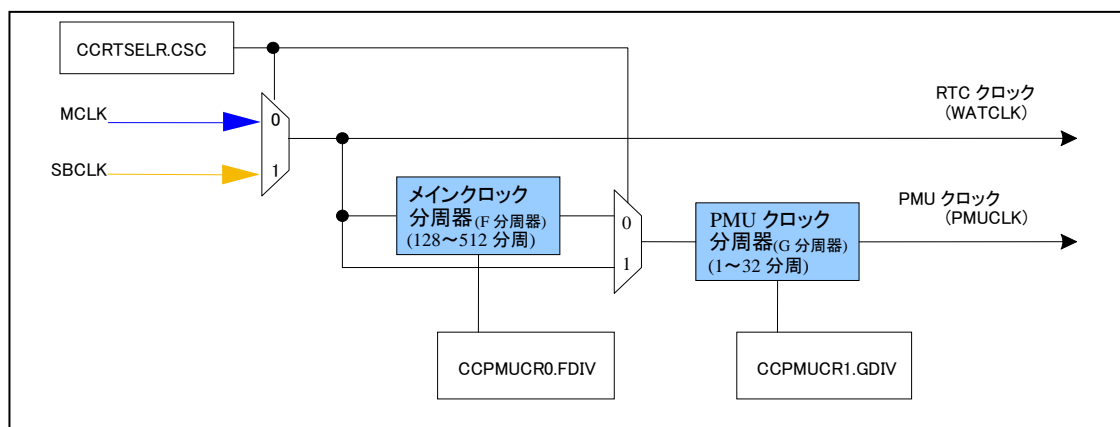 CCRTSELR.CSC
MCLK
SBCLK
0
1
RTC クロック
(WATCLK)
メインクロック
分周器(F 分周器)
(128～512 分周)
0
1
PMU クロック
分周器(G 分周器)
(1～32 分周)
PMU クロック
(PMUCLK)
CCPMUCR0.FDIV
CCPMUCR1.GDIV